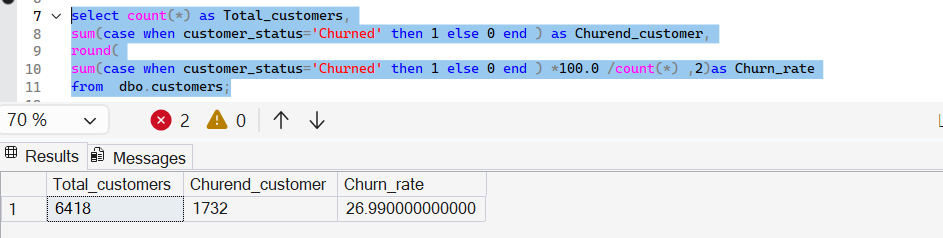 7 select count(*) as Total_customers,
8 sum(case when customer_status='Churned' then 1 else 0 end ) as Churend_customer,
9 round(
10 sum(case when customer_status='Churned' then 1 else 0 end ) *100.0 /count(*) ,2)as Churn_rate
11 from  dbo.customers;
70 % 2 0
Results Messages
Total_customers Churend_customer Churn_rate
1 6418 1732 26.990000000000